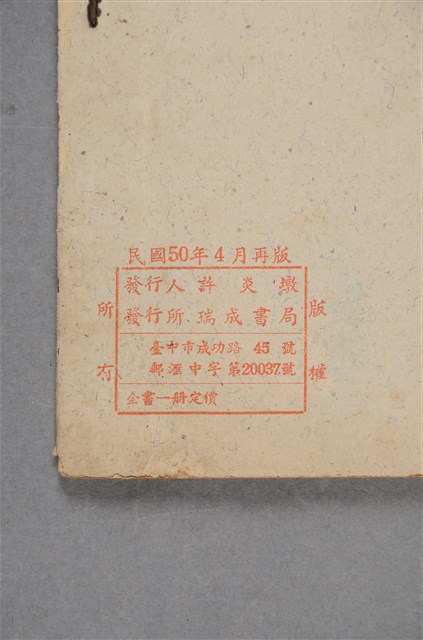 民國50年4月再版
發行人 許炎墩
發行所 瑞成書局
臺中市成功路 45 號
郵滙中字第20037號
全書一册定價
版權
所有